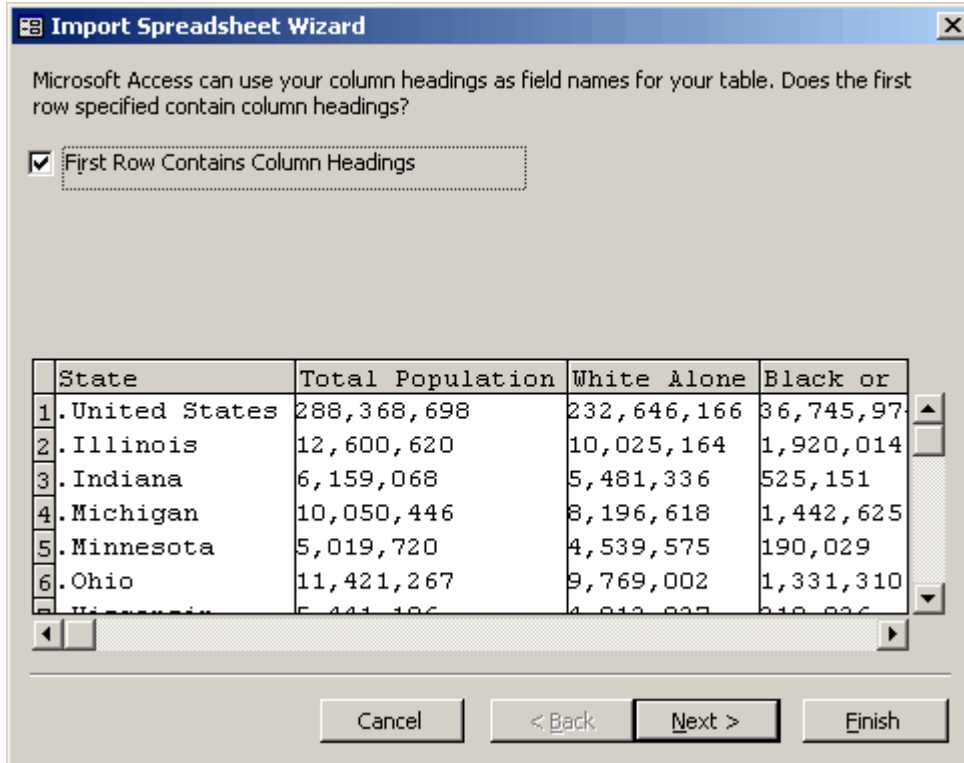 Import Spreadsheet Wizard
Microsoft Access can use your column headings as field names for your table. Does the first
row specified contain column headings?
First Row Contains Column Headings
State Total Population White Alone Black or
1 .United States 288,368,698 232,646,166 36,745,97
2 .Illinois 12,600,620 10,025,164 1,920,014
3 .Indiana 6,159,068 5,481,336 525,151
4 .Michigan 10,050,446 8,196,618 1,442,625
5 .Minnesota 5,019,720 4,539,575 190,029
6 .Ohio 11,421,267 9,769,002 1,331,310
Cancel < Back Next > Finish